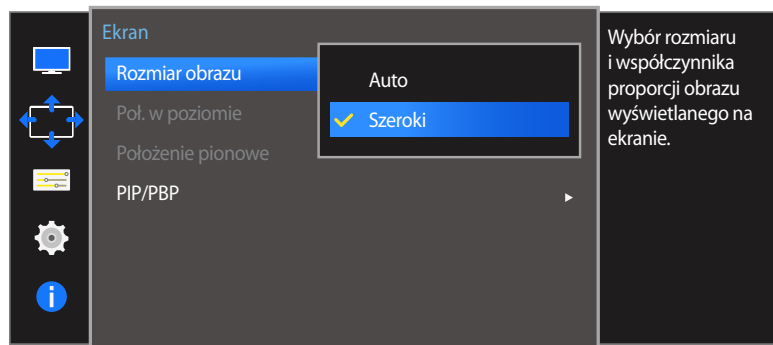 Ekran
Rozmiar obrazu
Auto
Szeroki
Poł. w poziomie
Położenie pionowe
PIP/PBP
Wybór rozmiaru
i współczynnika
proporcji obrazu
wyświetlanego na
ekranie.